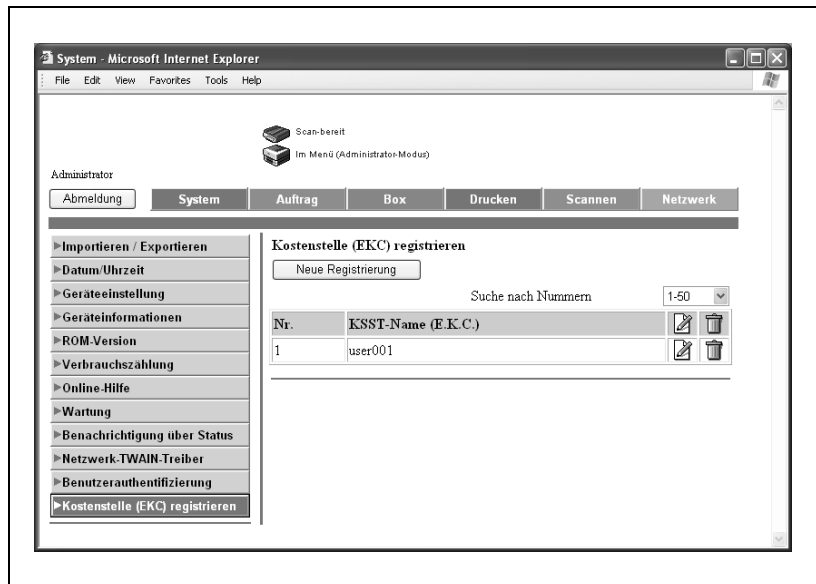 System - Microsoft Internet Explorer
File Edit View Favorites Tools Help
Scan-bereit
Im Menü (Administrator-Modus)
Administrator
Abmeldung System Auftrag Box Drucken Scannen Netzwerk
Importieren / Exportieren
Datum/Uhrzeit
Geräteeinstellung
Geräteinformationen
ROM-Version
Verbrauchszählung
Online-Hilfe
Wartung
Benachrichtigung über Status
Netzwerk-TWAIN-Treiber
Benutzerauthentifizierung
Kostenstelle (EKC) registrieren
Kostenstelle (EKC) registrieren
Neue Registrierung
Suche nach Nummern 1-50
Nr. KSST-Name (E.K.C.)
1 user001